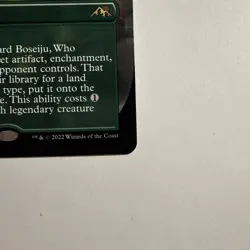 ard Boseiju, Who
et artifact, enchantment,
pponent controls. That
ir library for a land
type, put it onto the
. This ability costs 1
h legendary creature
™ & © 2022 Wizards of the Coast